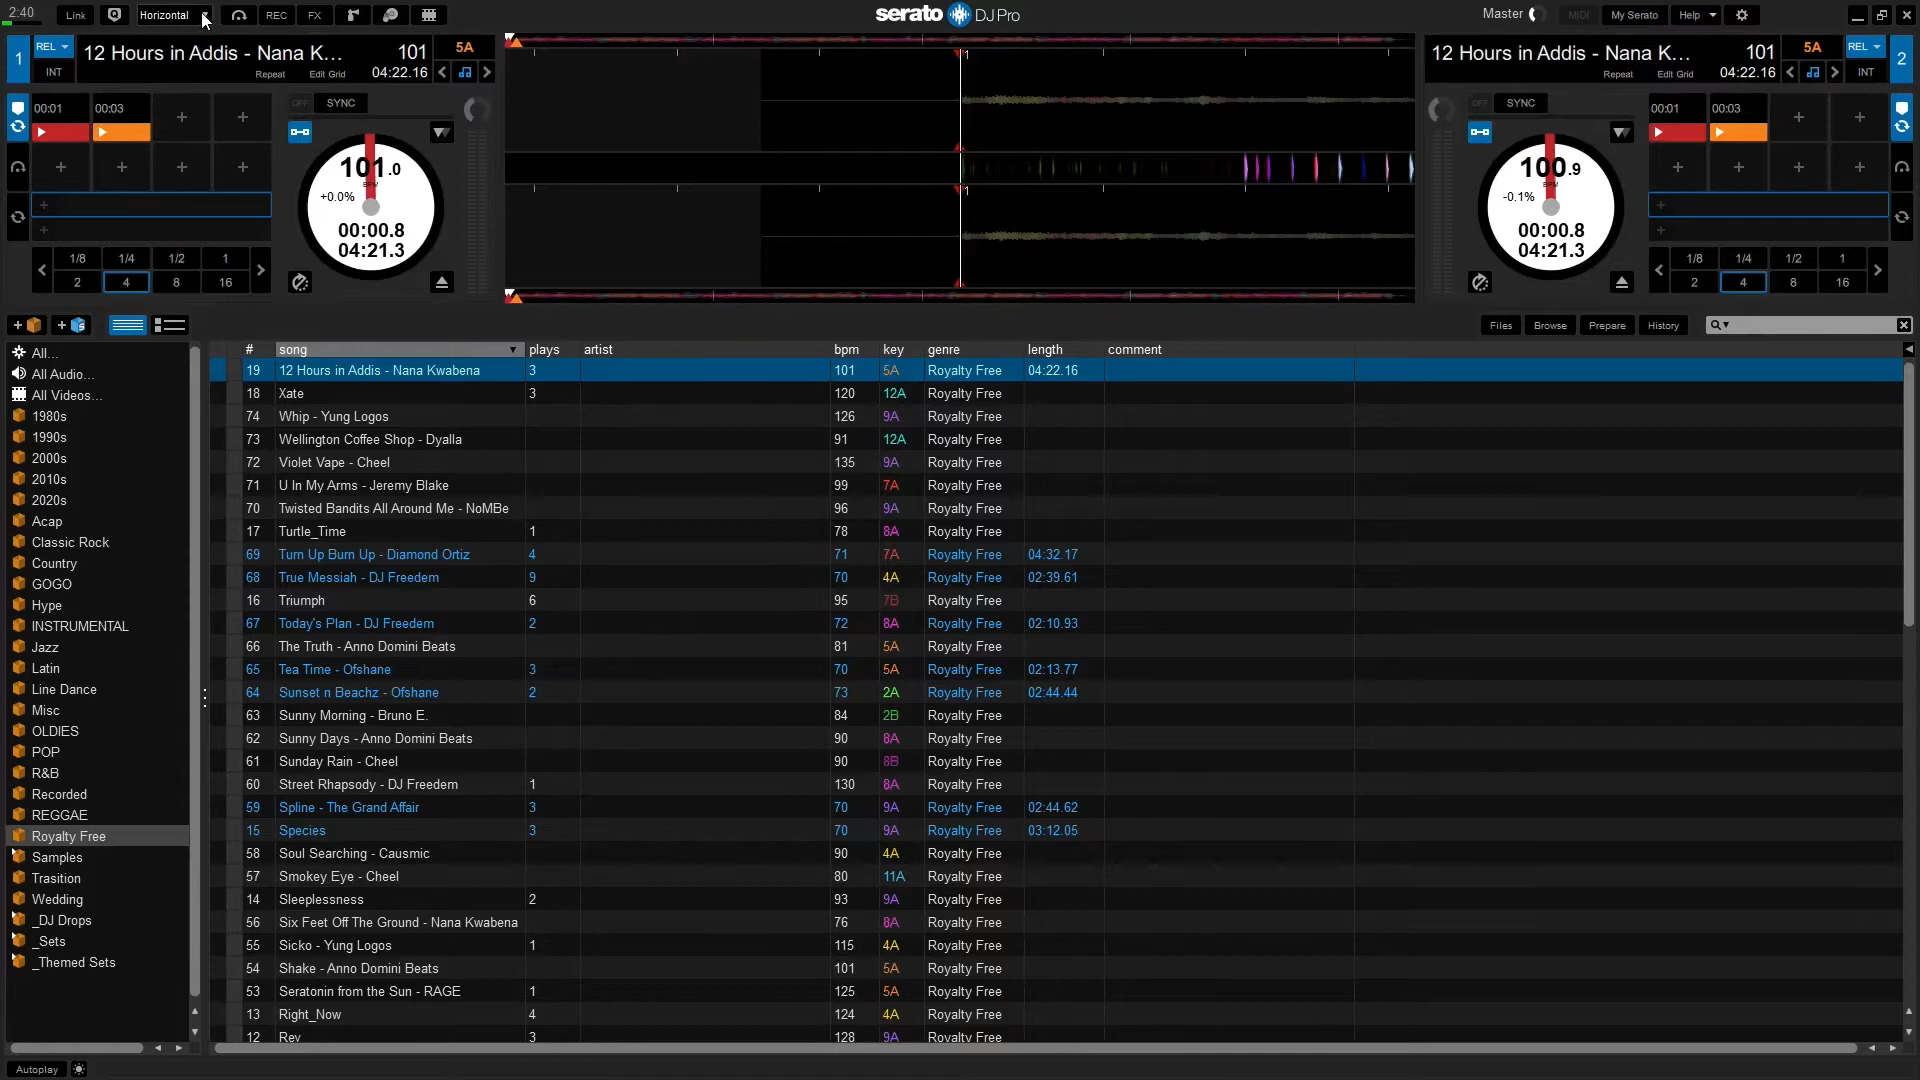 2:40 Link Horizontal REC FX serato DJ Pro Master MIDI My Serato Help
1 REL INT 12 Hours in Addis - Nana K... 101 5A
Repeat Edit Grid 04:22.16
12 Hours in Addis - Nana K... 101 5A REL INT 2
Repeat Edit Grid 04:22.16
00:01 00:03 OFF SYNC
101.0
BPM
+0.0%
00:00.8
04:21.3
1/8 1/4 1/2 1
2 4 8 16
1
1
OFF SYNC 00:01 00:03
100.9
BPM
-0.1%
00:00.8
04:21.3
1/8 1/4 1/2 1
2 4 8 16
Files Browse Prepare History
All...
All Audio...
All Videos...
1980s
1990s
2000s
2010s
2020s
Acap
Classic Rock
Country
GOGO
Hype
INSTRUMENTAL
Jazz
Latin
Line Dance
Misc
OLDIES
POP
R&B
Recorded
REGGAE
Royalty Free
Samples
Trasition
Wedding
_DJ Drops
_Sets
_Themed Sets
# song plays artist bpm key genre length comment
19 12 Hours in Addis - Nana Kwabena 3 101 5A Royalty Free 04:22.16
18 Xate 3 120 12A Royalty Free
74 Whip - Yung Logos 126 9A Royalty Free
73 Wellington Coffee Shop - Dyalla 91 12A Royalty Free
72 Violet Vape - Cheel 135 9A Royalty Free
71 U In My Arms - Jeremy Blake 99 7A Royalty Free
70 Twisted Bandits All Around Me - NoMBe 96 9A Royalty Free
17 Turtle_Time 1 78 8A Royalty Free
69 Turn Up Burn Up - Diamond Ortiz 4 71 7A Royalty Free 04:32.17
68 True Messiah - DJ Freedem 9 70 4A Royalty Free 02:39.61
16 Triumph 6 95 7B Royalty Free
67 Today's Plan - DJ Freedem 2 72 8A Royalty Free 02:10.93
66 The Truth - Anno Domini Beats 81 5A Royalty Free
65 Tea Time - Ofshane 3 70 5A Royalty Free 02:13.77
64 Sunset n Beachz - Ofshane 2 73 2A Royalty Free 02:44.44
63 Sunny Morning - Bruno E. 84 2B Royalty Free
62 Sunny Days - Anno Domini Beats 90 8A Royalty Free
61 Sunday Rain - Cheel 90 8B Royalty Free
60 Street Rhapsody - DJ Freedem 1 130 8A Royalty Free
59 Spline - The Grand Affair 3 70 9A Royalty Free 02:44.62
15 Species 3 70 9A Royalty Free 03:12.05
58 Soul Searching - Causmic 90 4A Royalty Free
57 Smokey Eye - Cheel 80 11A Royalty Free
14 Sleeplessness 2 93 9A Royalty Free
56 Six Feet Off The Ground - Nana Kwabena 76 8A Royalty Free
55 Sicko - Yung Logos 1 115 4A Royalty Free
54 Shake - Anno Domini Beats 101 5A Royalty Free
53 Seratonin from the Sun - RAGE 1 125 5A Royalty Free
13 Right_Now 4 124 4A Royalty Free
12 Rev 3 128 9A Royalty Free
Autoplay